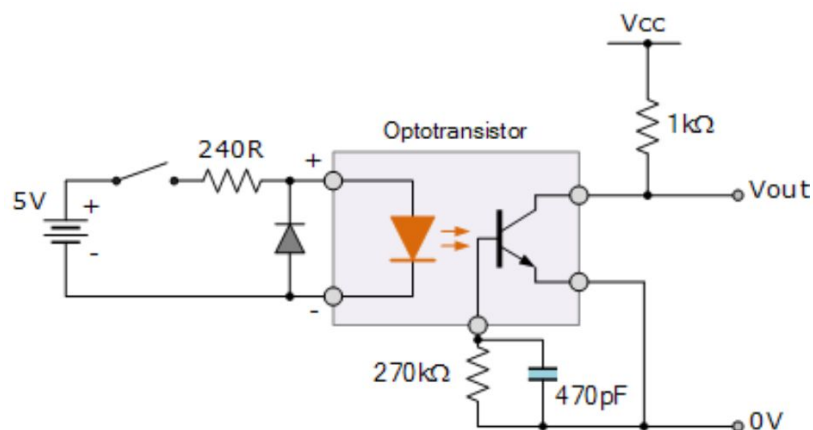 Vcc
Optotransistor
1kΩ
240R
+
5V
+
-
Vout
-
270kΩ
470pF
0V